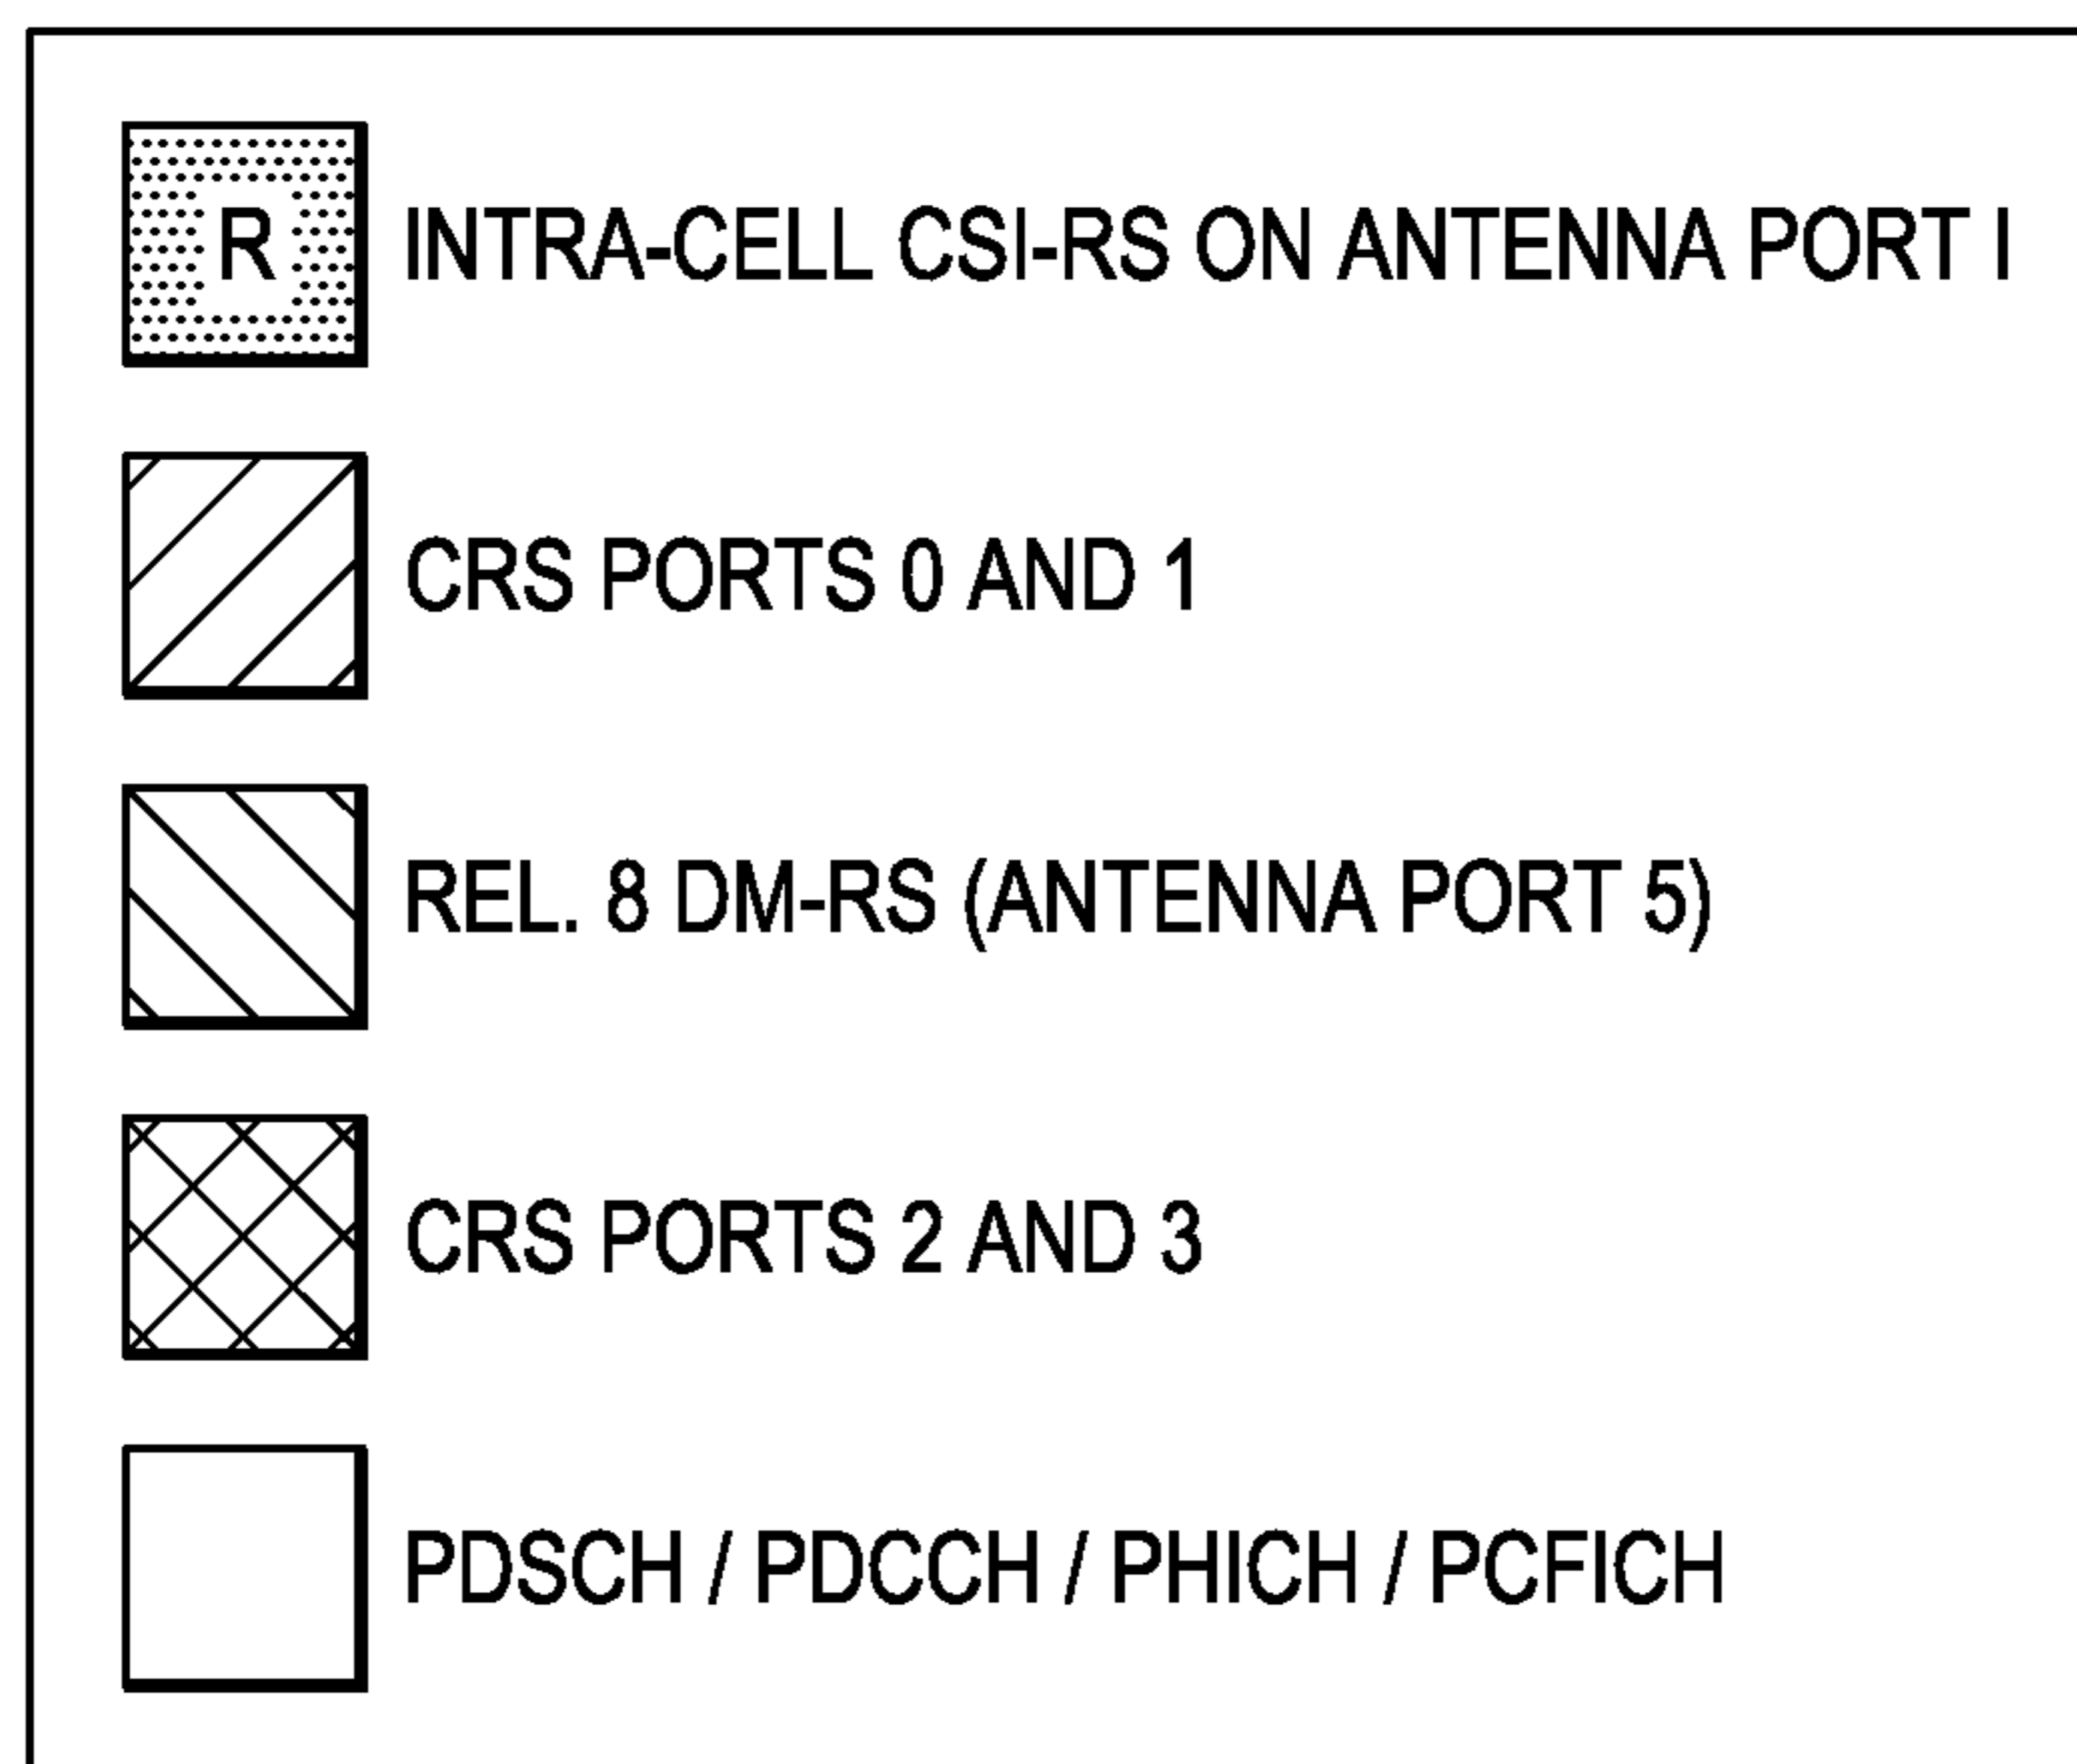 R INTRA-CELL CSI-RS ON ANTENNA PORT I
CRS PORTS 0 AND 1
REL. 8 DM-RS (ANTENNA PORT 5)
CRS PORTS 2 AND 3
PDSCH / PDCCH / PHICH / PCFICH